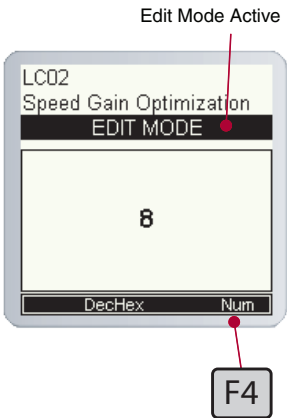 Edit Mode Active
LC02
Speed Gain Optimization
EDIT MODE
8
DecHex Num
F4